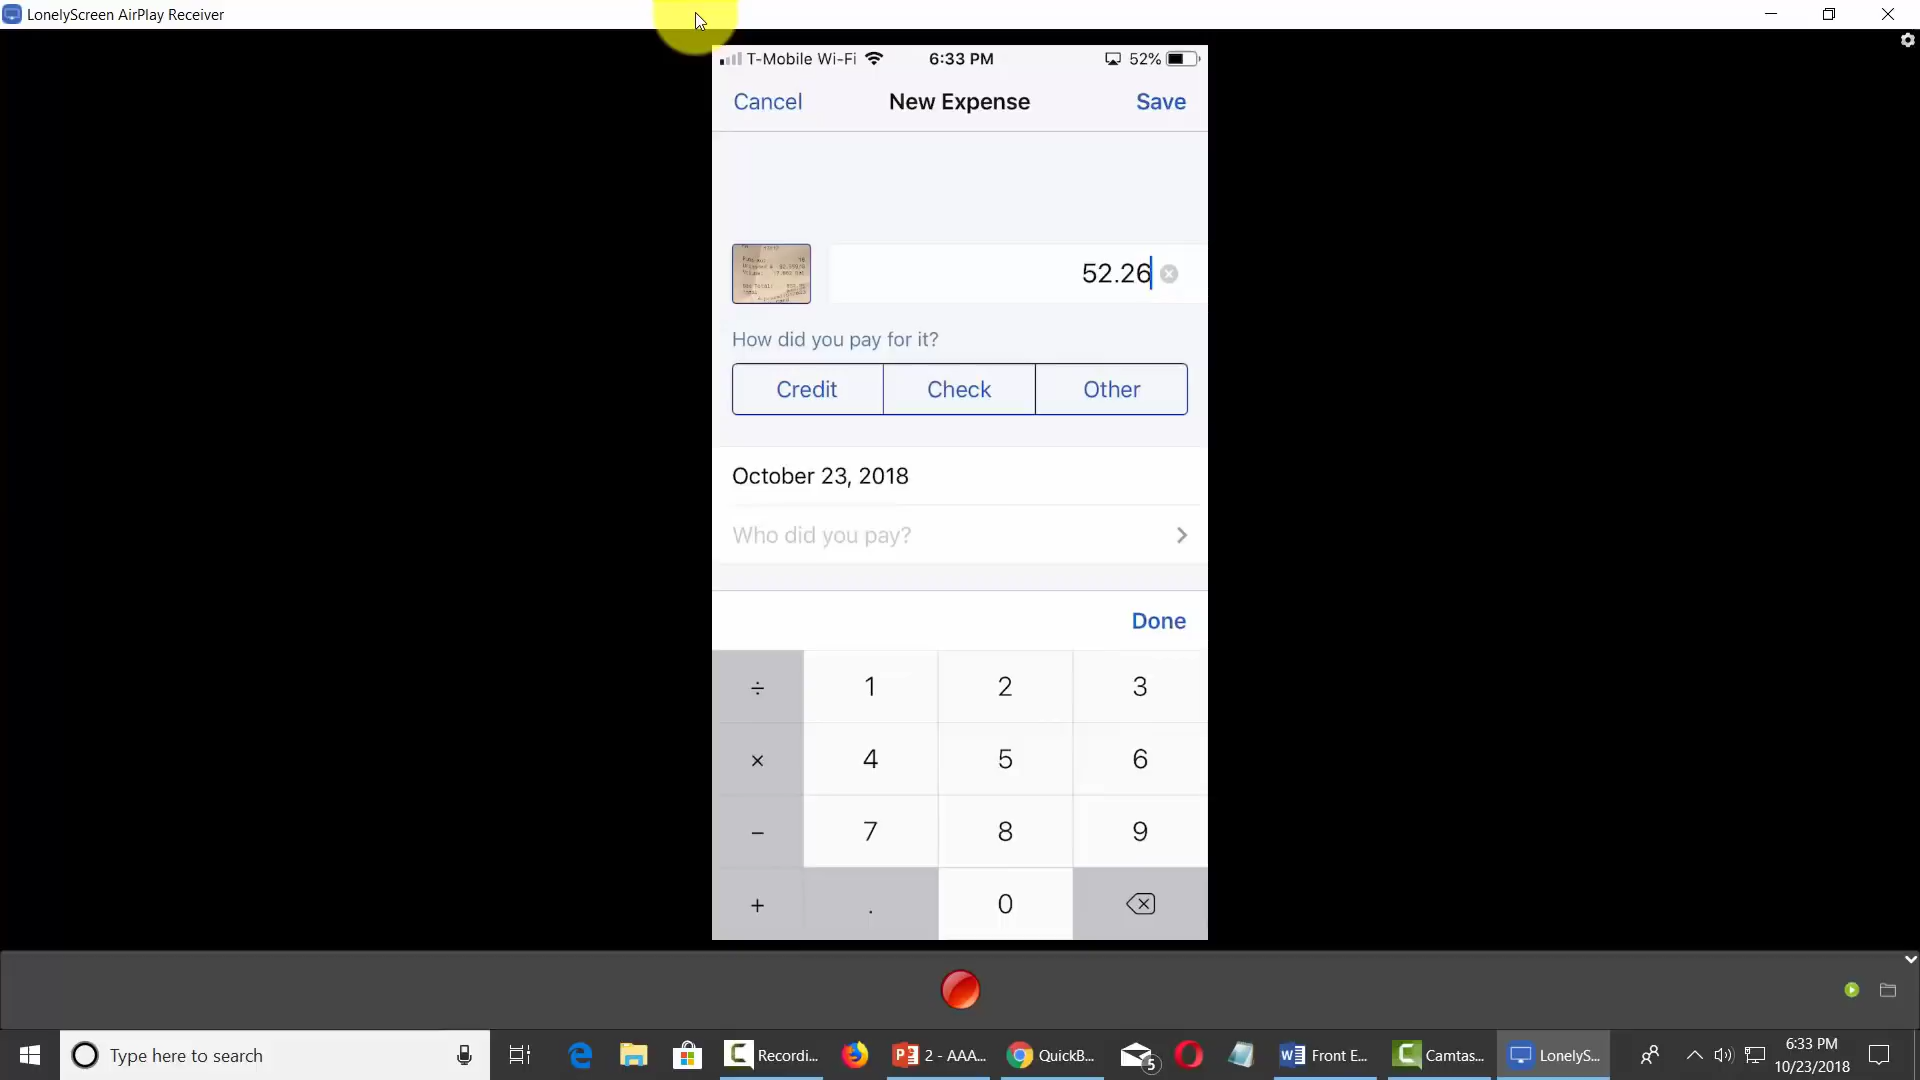 LonelyScreen AirPlay Receiver
T-Mobile Wi-Fi 6:33 PM 52%
Cancel New Expense Save
52.26
How did you pay for it?
Credit Check Other
October 23, 2018
Who did you pay?
Done
÷ 1 2 3
× 4 5 6
− 7 8 9
+ . 0
Type here to search
Recordi...
2 - AAA...
QuickB...
5
Front E...
Camtas...
LonelyS...
6:33 PM
10/23/2018